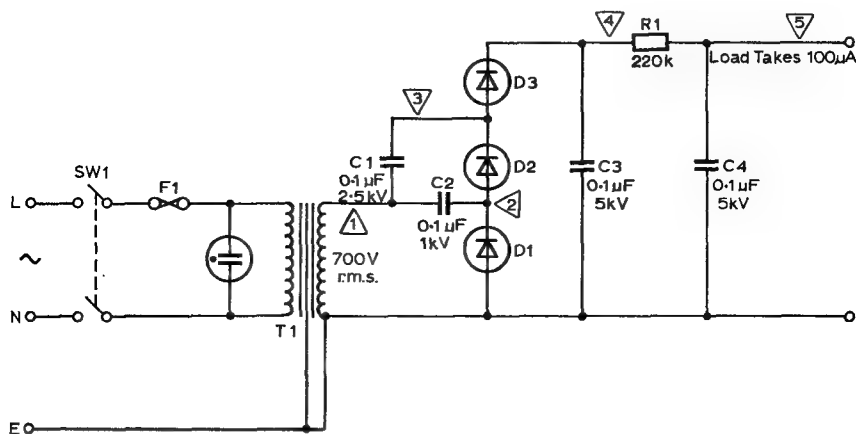 4
R1
5
220k
Load Takes 100µA
D3
3
C1
0·1µF
2·5kV
D2
C2
0·1µF
1kV
2
C3
0·1µF
5kV
C4
0·1µF
5kV
SW1
F1
L
1
D1
∼
700V
r.m.s.
N
T1
E